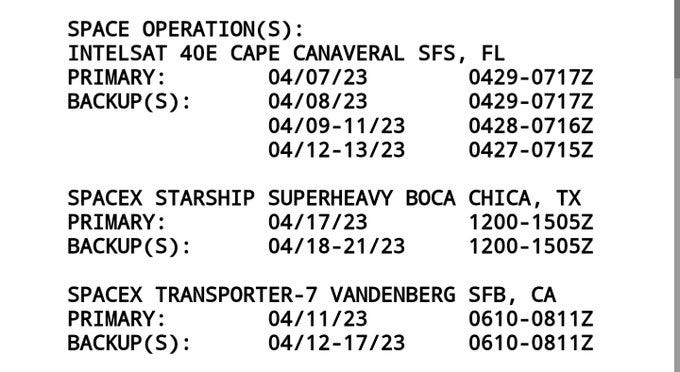 SPACE OPERATION(S):
INTELSAT 40E CAPE CANAVERAL SFS, FL
PRIMARY: 04/07/23 0429-0717Z
BACKUP(S): 04/08/23 0429-0717Z
04/09-11/23 0428-0716Z
04/12-13/23 0427-0715Z
SPACEX STARSHIP SUPERHEAVY BOCA CHICA, TX
PRIMARY: 04/17/23 1200-1505Z
BACKUP(S): 04/18-21/23 1200-1505Z
SPACEX TRANSPORTER-7 VANDENBERG SFB, CA
PRIMARY: 04/11/23 0610-0811Z
BACKUP(S): 04/12-17/23 0610-0811Z